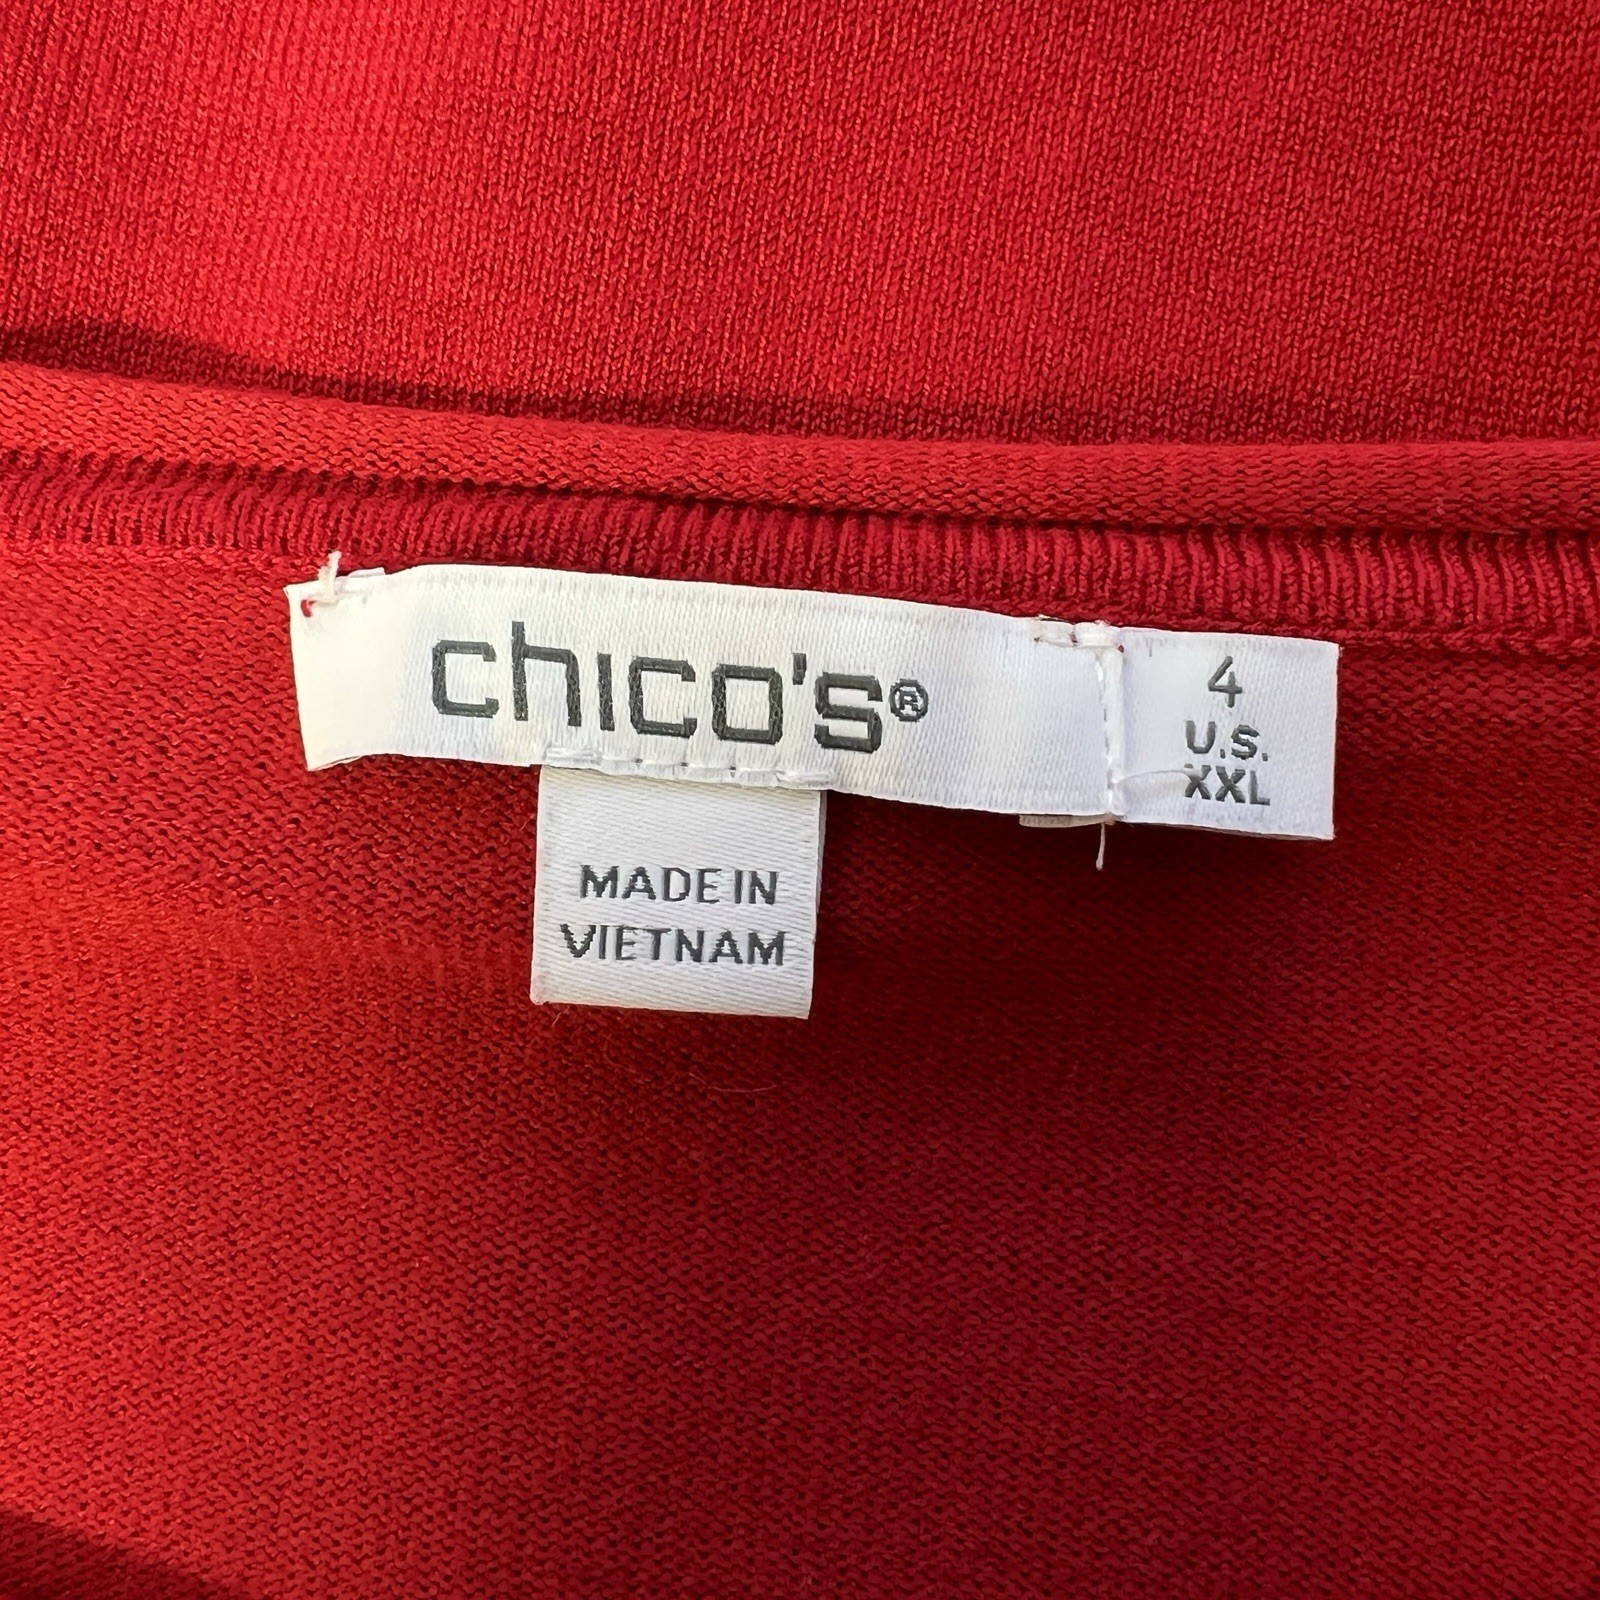 chico's®
4
U.S.
XXL
MADE IN
VIETNAM